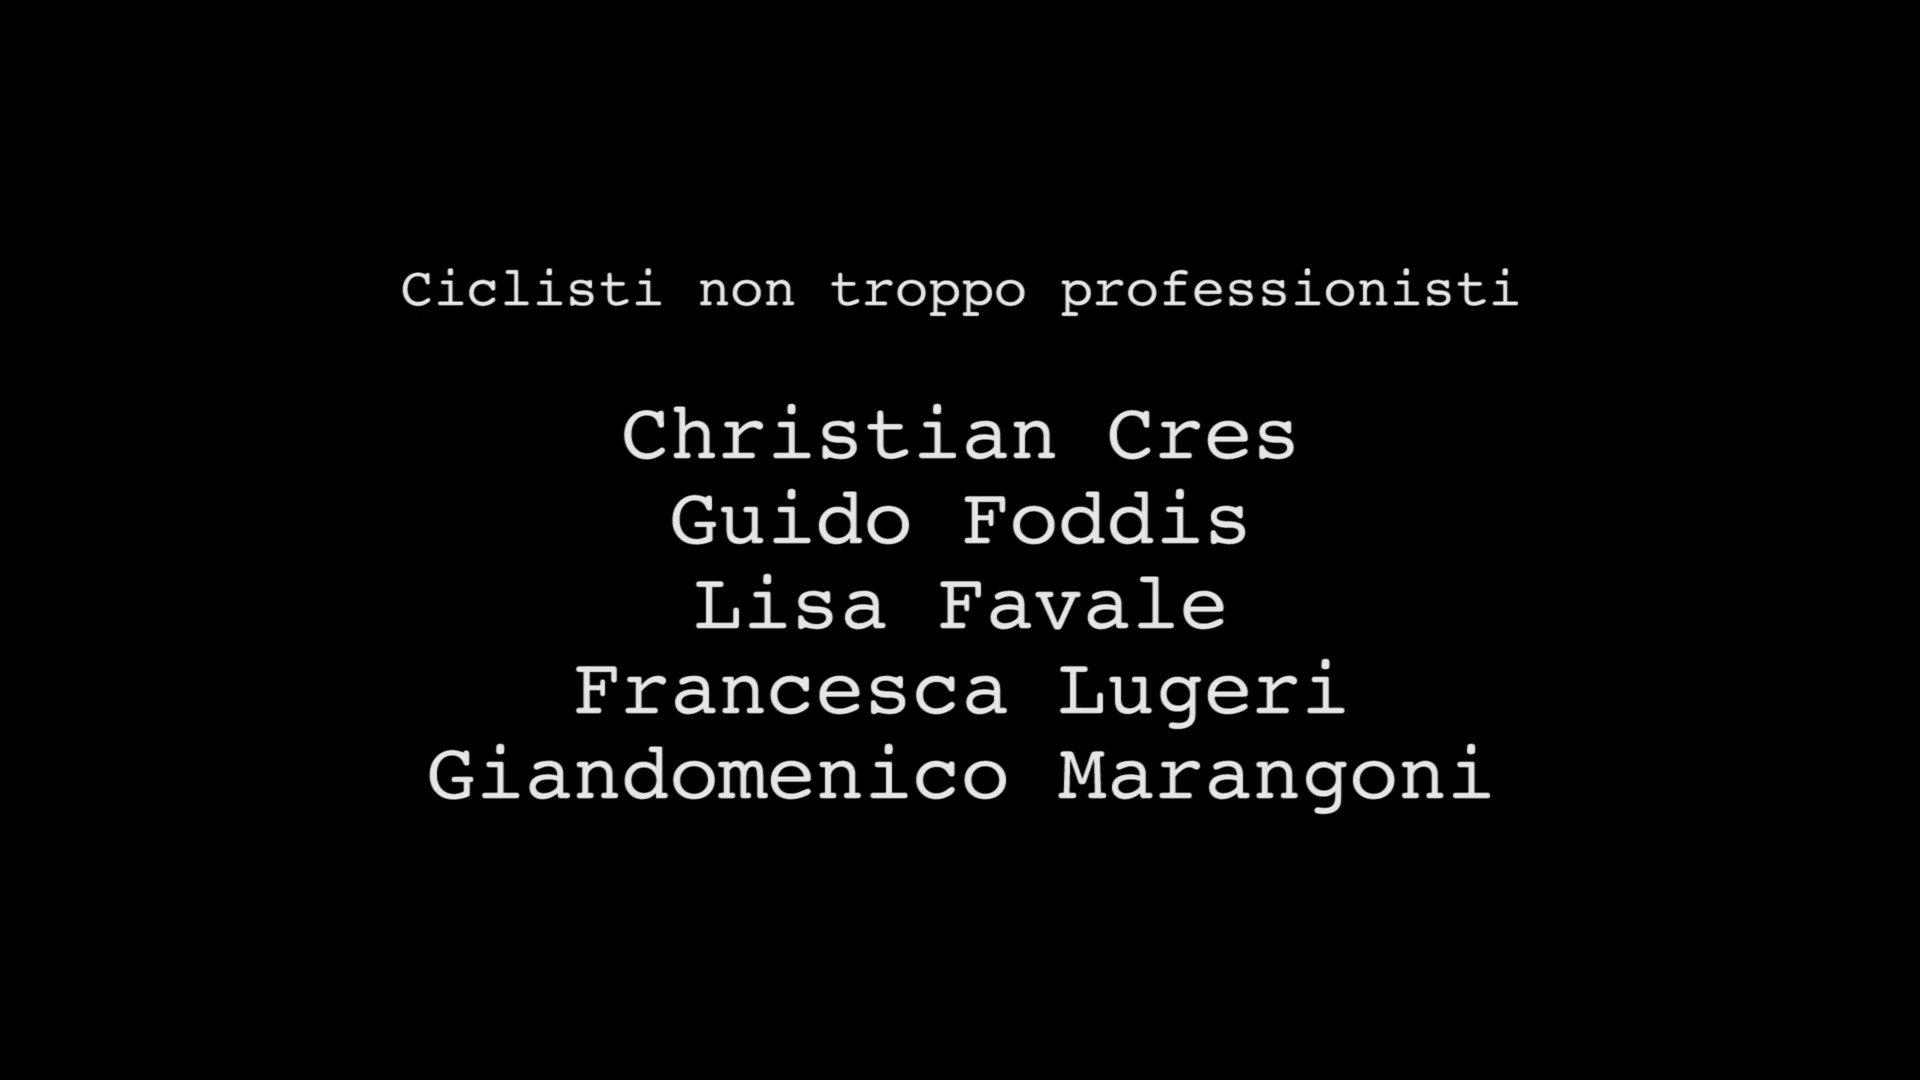 Ciclisti non troppo professionisti
Christian Cres
Guido Foddis
Lisa Favale
Francesca Lugeri
Giandomenico Marangoni